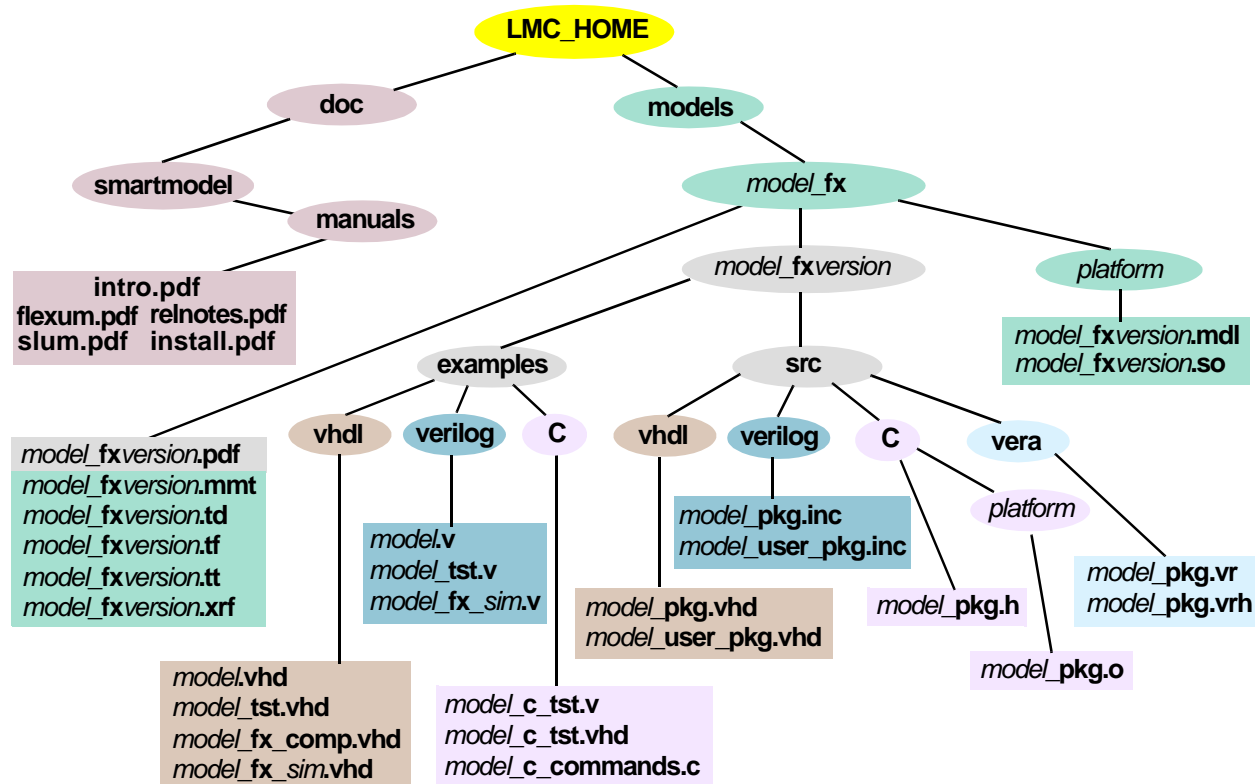 LMC_HOME
doc
models
smartmodel
model_fx
manuals
intro.pdf
flexum.pdf relnotes.pdf
slum.pdf install.pdf
model_fxversion
platform
model_fxversion.mdl
model_fxversion.so
examples
src
vhdl
verilog
C
vhdl
verilog
C
vera
model_fxversion.pdf
model_fxversion.mmt
model_fxversion.td
model_fxversion.tf
model_fxversion.tt
model_fxversion.xrf
model.v
model_tst.v
model_fx_sim.v
model_pkg.inc
model_user_pkg.inc
platform
model_pkg.vhd
model_user_pkg.vhd
model_pkg.h
model_pkg.vr
model_pkg.vrh
model_pkg.o
model.vhd
model_tst.vhd
model_fx_comp.vhd
model_fx_sim.vhd
model_c_tst.v
model_c_tst.vhd
model_c_commands.c